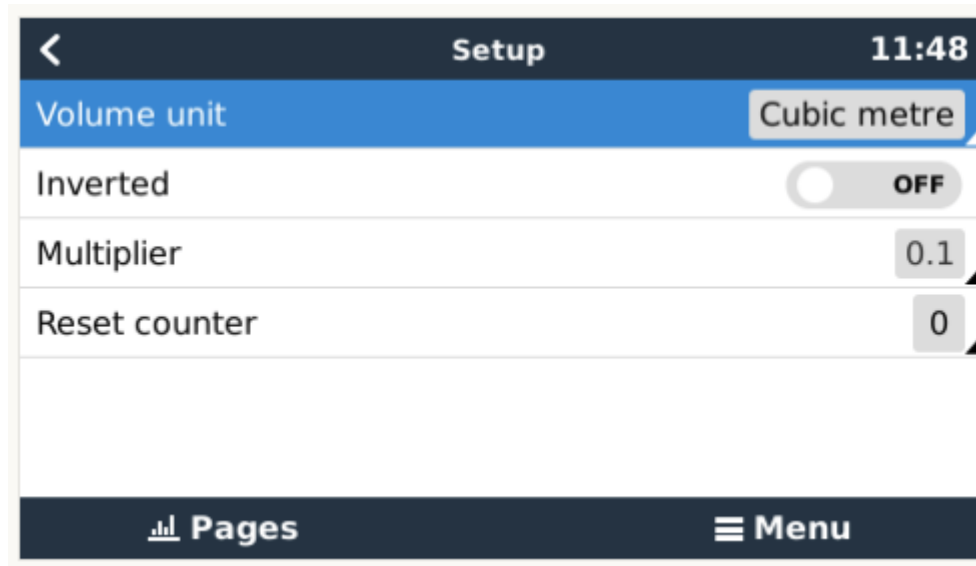 Setup 11:48
Volume unit Cubic metre
Inverted OFF
Multiplier 0.1
Reset counter 0
Pages Menu